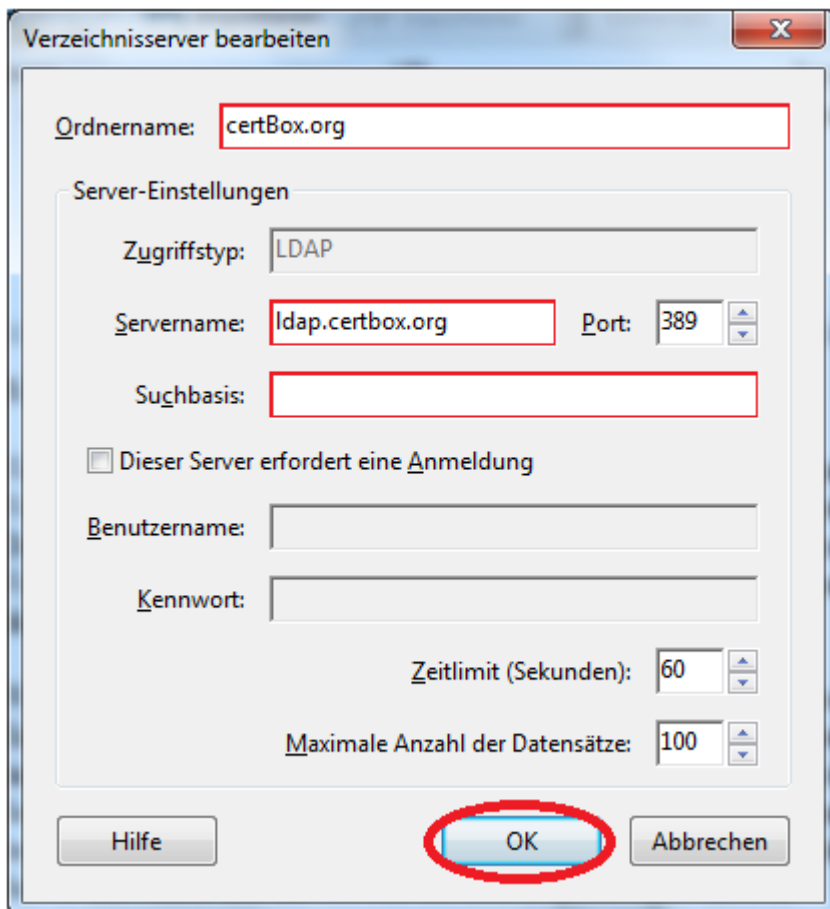 Verzeichnisserver bearbeiten
Ordnername: certBox.org
Server-Einstellungen
Zugriffstyp: LDAP
Servername: ldap.certbox.org Port: 389
Suchbasis:
Dieser Server erfordert eine Anmeldung
Benutzername:
Kennwort:
Zeitlimit (Sekunden): 60
Maximale Anzahl der Datensätze: 100
Hilfe OK Abbrechen